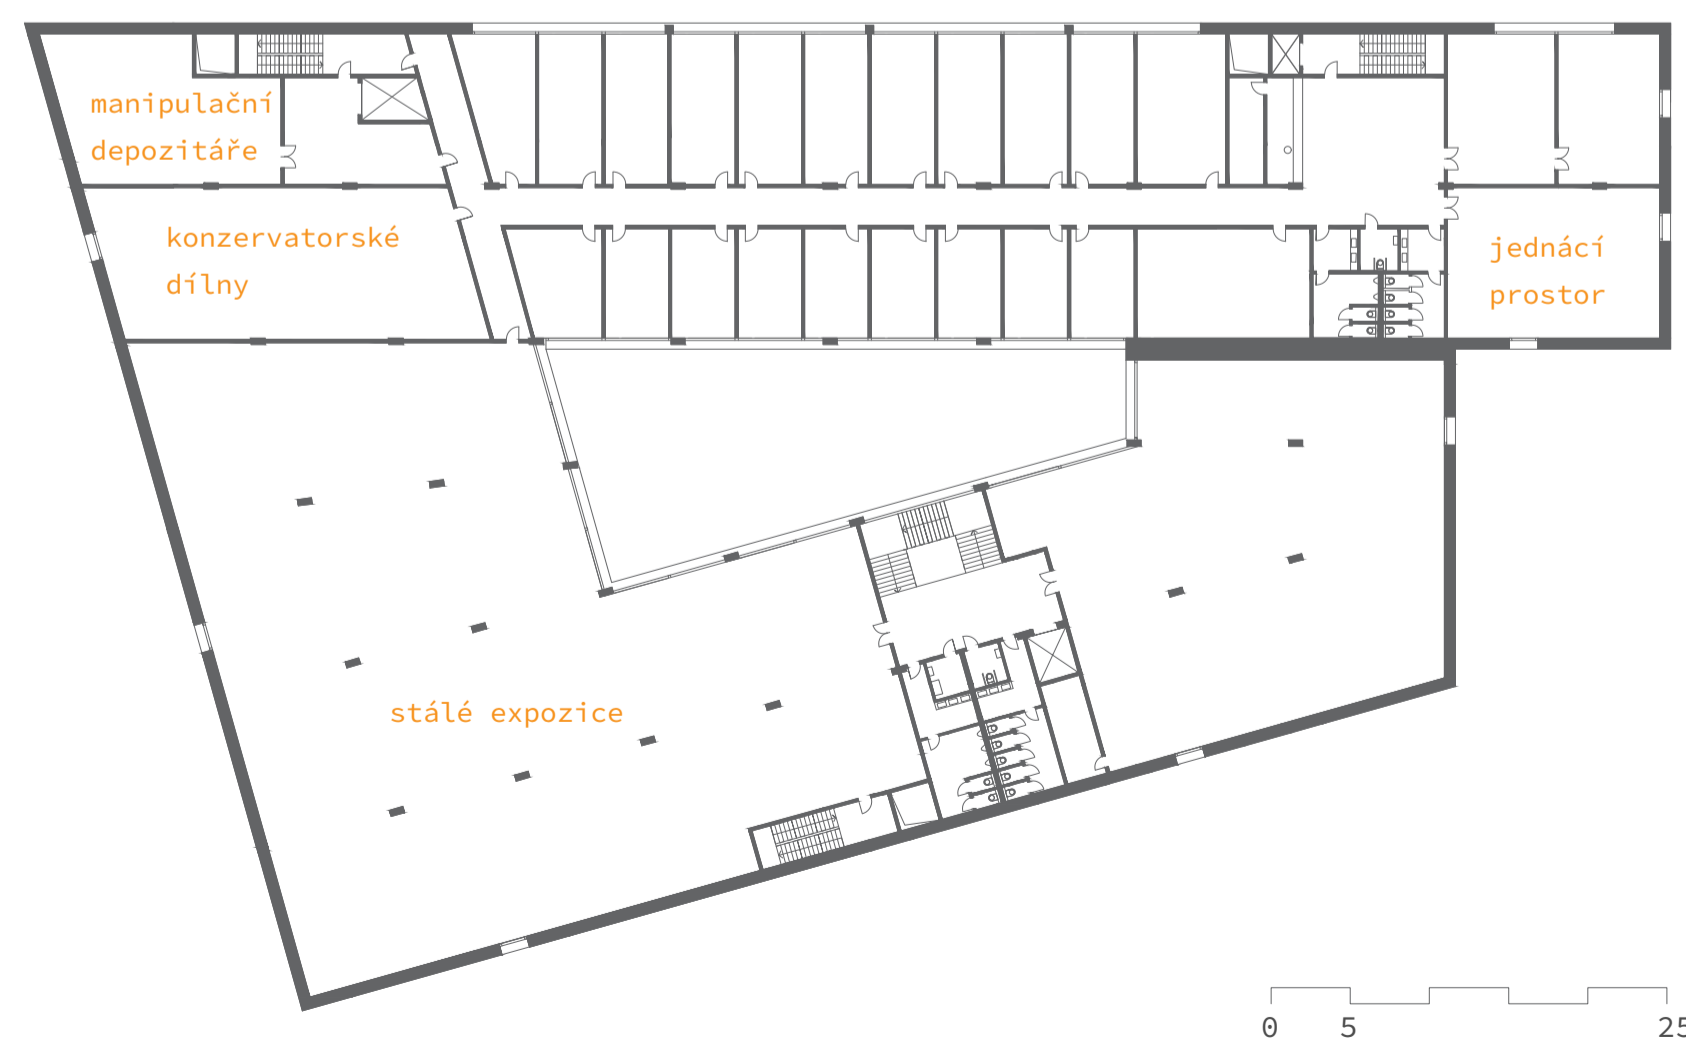 manipulační
depozitáře
konzervatorské
dílny
jednácí
prostor
stálé expozice
0 5 25